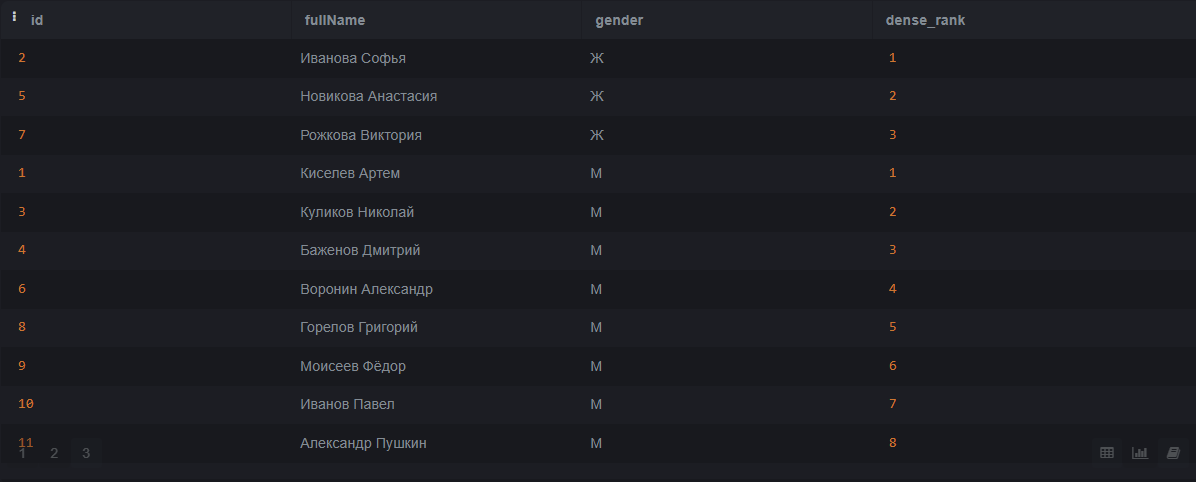 id fullName gender dense_rank
2 Иванова Софья Ж 1
5 Новикова Анастасия Ж 2
7 Рожкова Виктория Ж 3
1 Киселев Артем М 1
3 Куликов Николай М 2
4 Баженов Дмитрий М 3
6 Воронин Александр М 4
8 Горелов Григорий М 5
9 Моисеев Фёдор М 6
10 Иванов Павел М 7
11 Александр Пушкин М 8
1 2 3